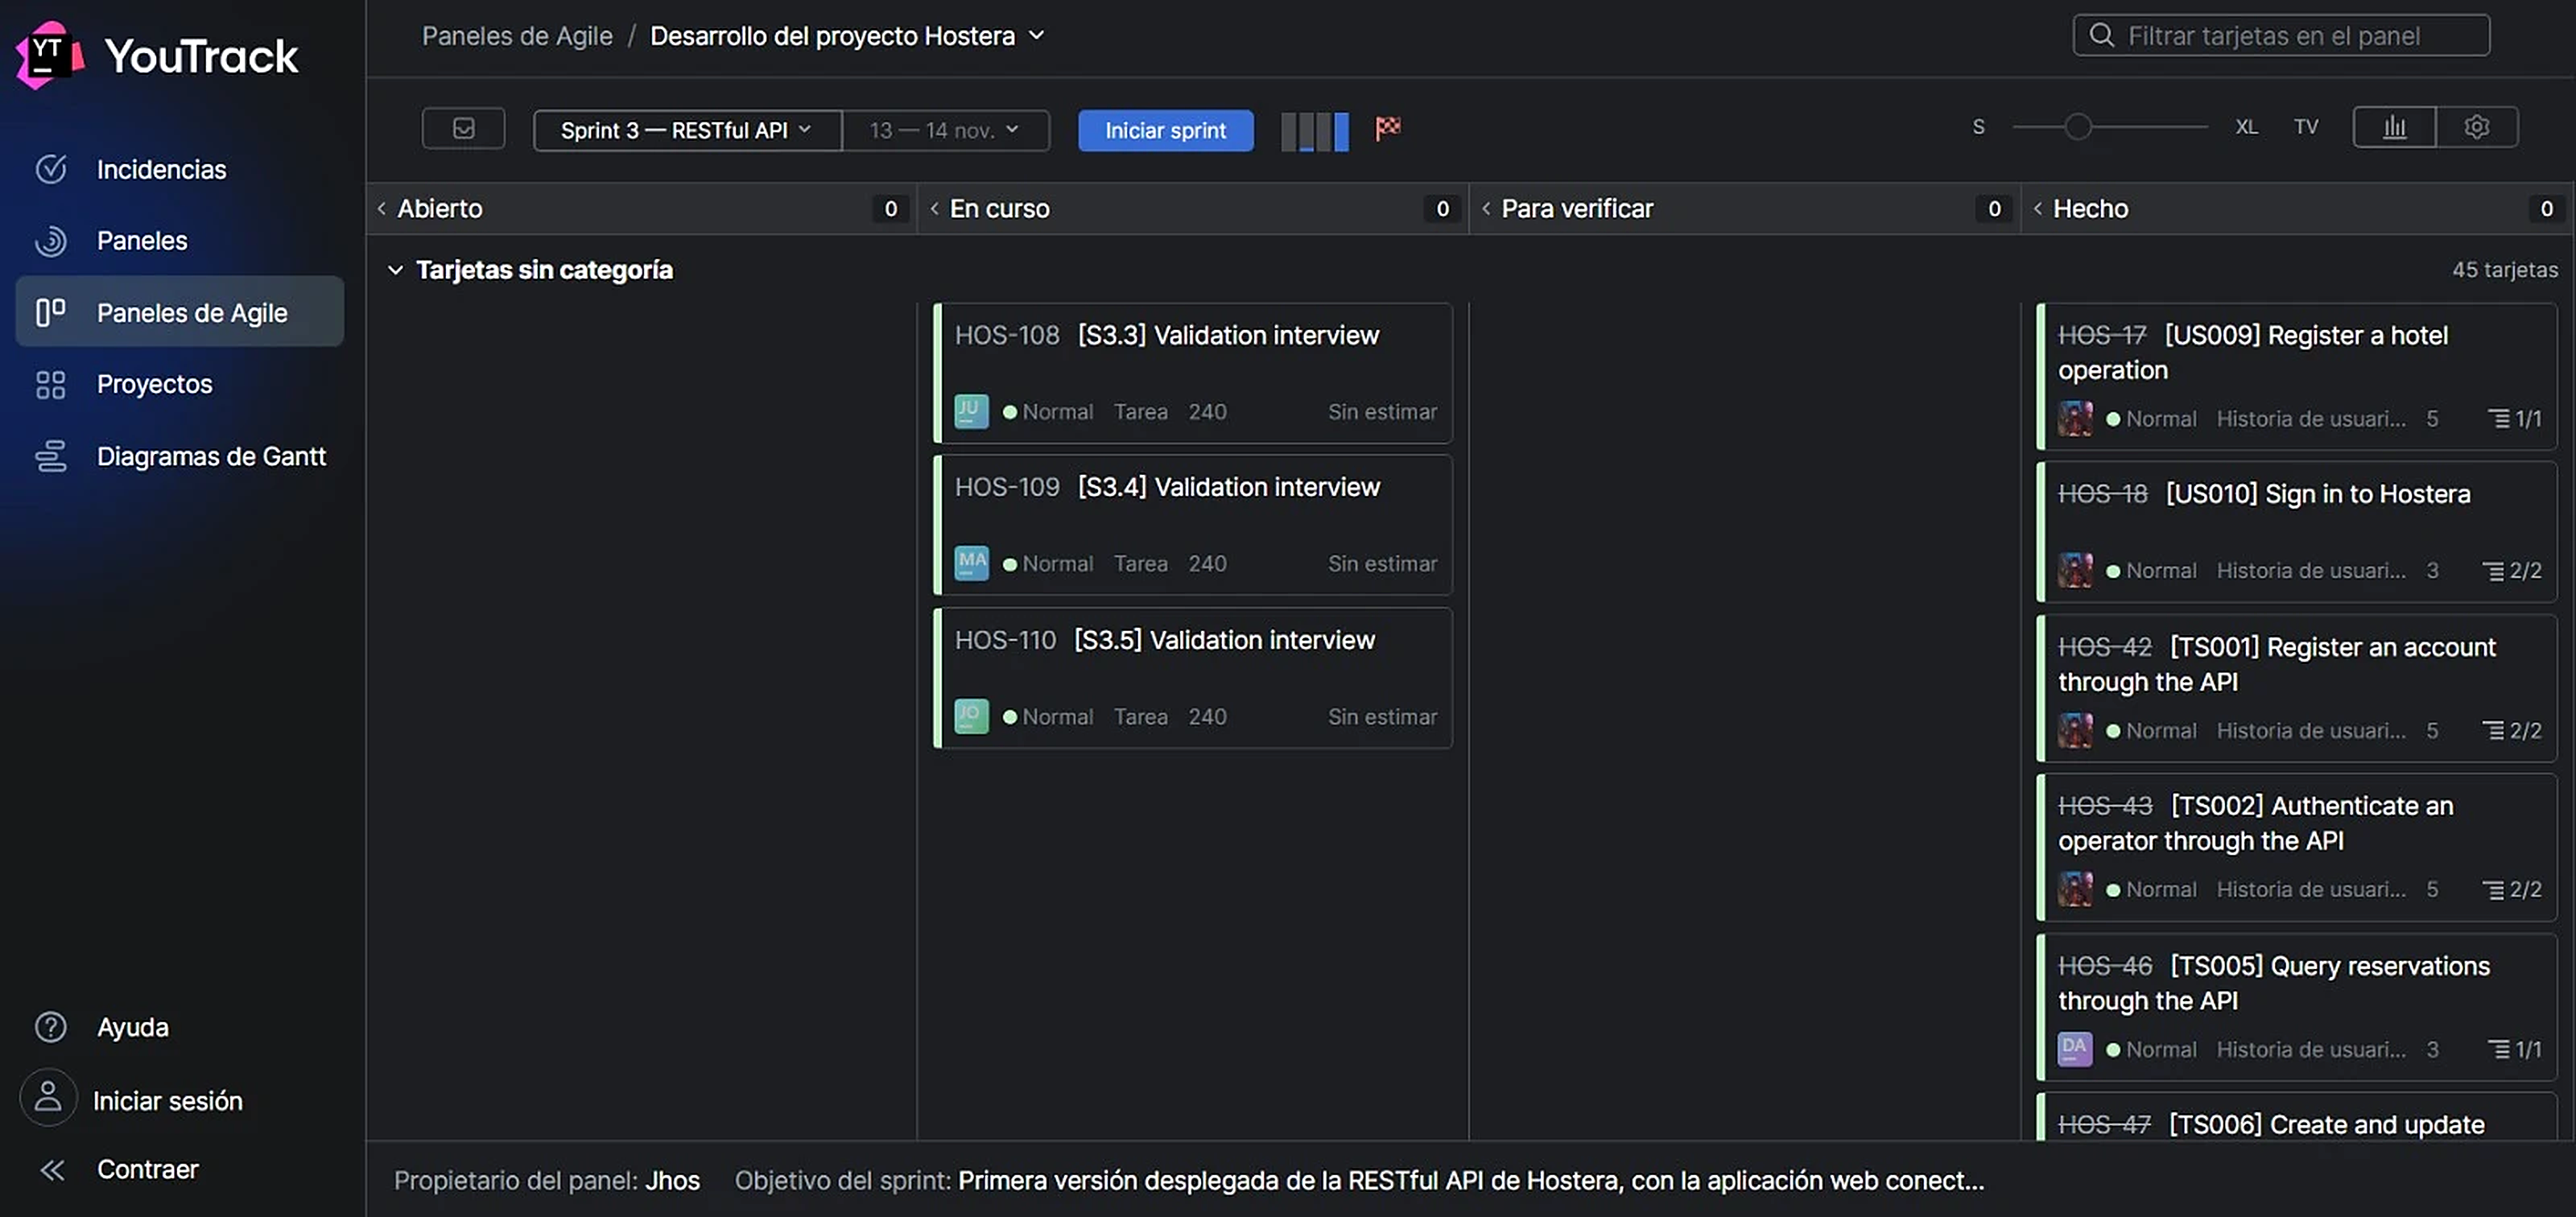 YT
YouTrack
Incidencias
Paneles
Paneles de Agile
Proyectos
Diagramas de Gantt
Ayuda
Iniciar sesión
Contraer
Paneles de Agile / Desarrollo del proyecto Hostera
Filtrar tarjetas en el panel
Sprint 3 — RESTful API
13 — 14 nov.
Iniciar sprint
S
XL
TV
Abierto 0
En curso 0
Para verificar 0
Hecho 0
Tarjetas sin categoría
45 tarjetas
HOS-108 [S3.3] Validation interview
JU Normal Tarea 240 Sin estimar
HOS-109 [S3.4] Validation interview
MA Normal Tarea 240 Sin estimar
HOS-110 [S3.5] Validation interview
JO Normal Tarea 240 Sin estimar
HOS-17 [US009] Register a hotel
operation
Normal Historia de usuari... 5 1/1
HOS-18 [US010] Sign in to Hostera
Normal Historia de usuari... 3 2/2
HOS-42 [TS001] Register an account
through the API
Normal Historia de usuari... 5 2/2
HOS-43 [TS002] Authenticate an
operator through the API
Normal Historia de usuari... 5 2/2
HOS-46 [TS005] Query reservations
through the API
DA Normal Historia de usuari... 3 1/1
HOS-47 [TS006] Create and update
Propietario del panel: Jhos
Objetivo del sprint: Primera versión desplegada de la RESTful API de Hostera, con la aplicación web conect...